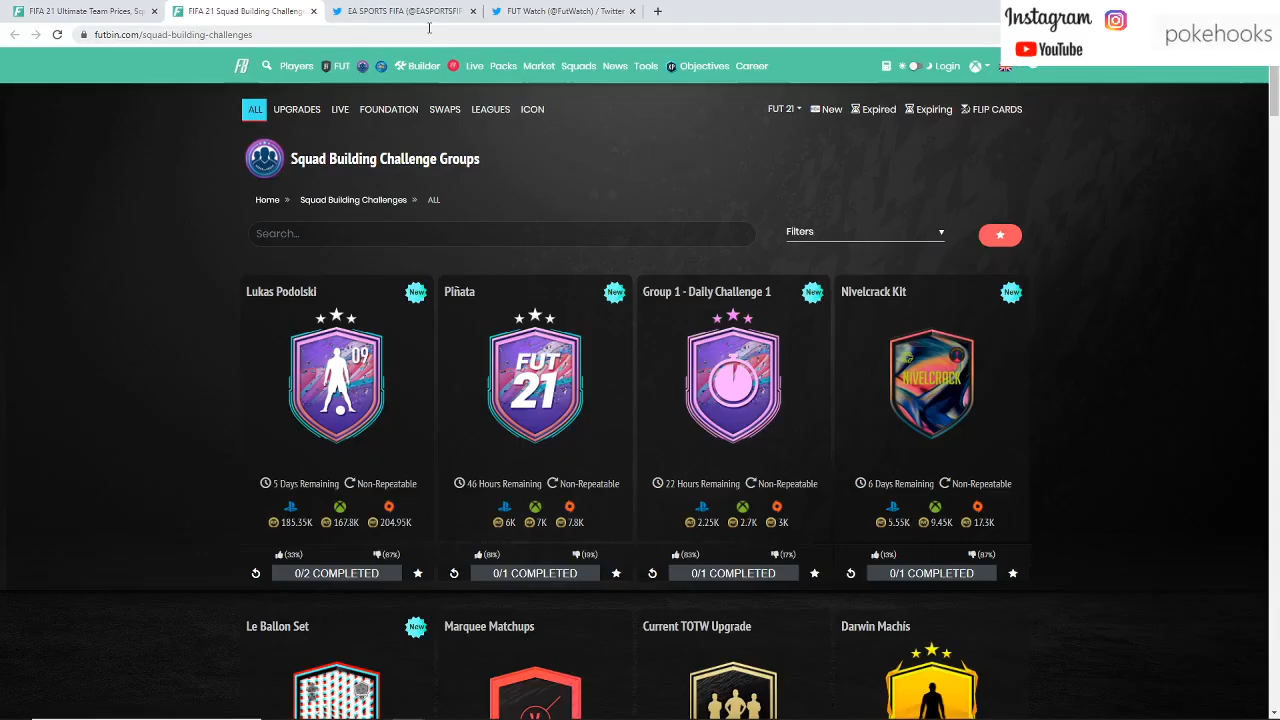 FIFA 21 Ultimate Team Prices, Squ
FIFA 21 Squad Building Challenge
EA SPORTS FIFA (@EASPORTSFIF
FUT Watch (@FutWatch) / Twitter
futbin.com/squad-building-challenges
Instagram
YouTube
pokehooks
Players
FUT
Builder
Live
Packs
Market
Squads
News
Tools
Objectives
Career
Login
ALL
UPGRADES
LIVE
FOUNDATION
SWAPS
LEAGUES
ICON
FUT 21
New
Expired
Expiring
FLIP CARDS
Squad Building Challenge Groups
Home » Squad Building Challenges » ALL
Search...
Filters
Lukas Podolski
New
09
5 Days Remaining
Non-Repeatable
185.35K
167.8K
204.95K
(33%)
(67%)
0/2 COMPLETED
Piñata
New
FUT
21
46 Hours Remaining
Non-Repeatable
6K
7K
7.8K
(81%)
(19%)
0/1 COMPLETED
Group 1 - Daily Challenge 1
New
22 Hours Remaining
Non-Repeatable
2.25K
2.7K
3K
(83%)
(17%)
0/1 COMPLETED
Nivelcrack Kit
New
NIVELCRACK
6 Days Remaining
Non-Repeatable
5.55K
9.45K
17.3K
(13%)
(87%)
0/1 COMPLETED
Le Ballon Set
New
Marquee Matchups
Current TOTW Upgrade
Darwin Machis